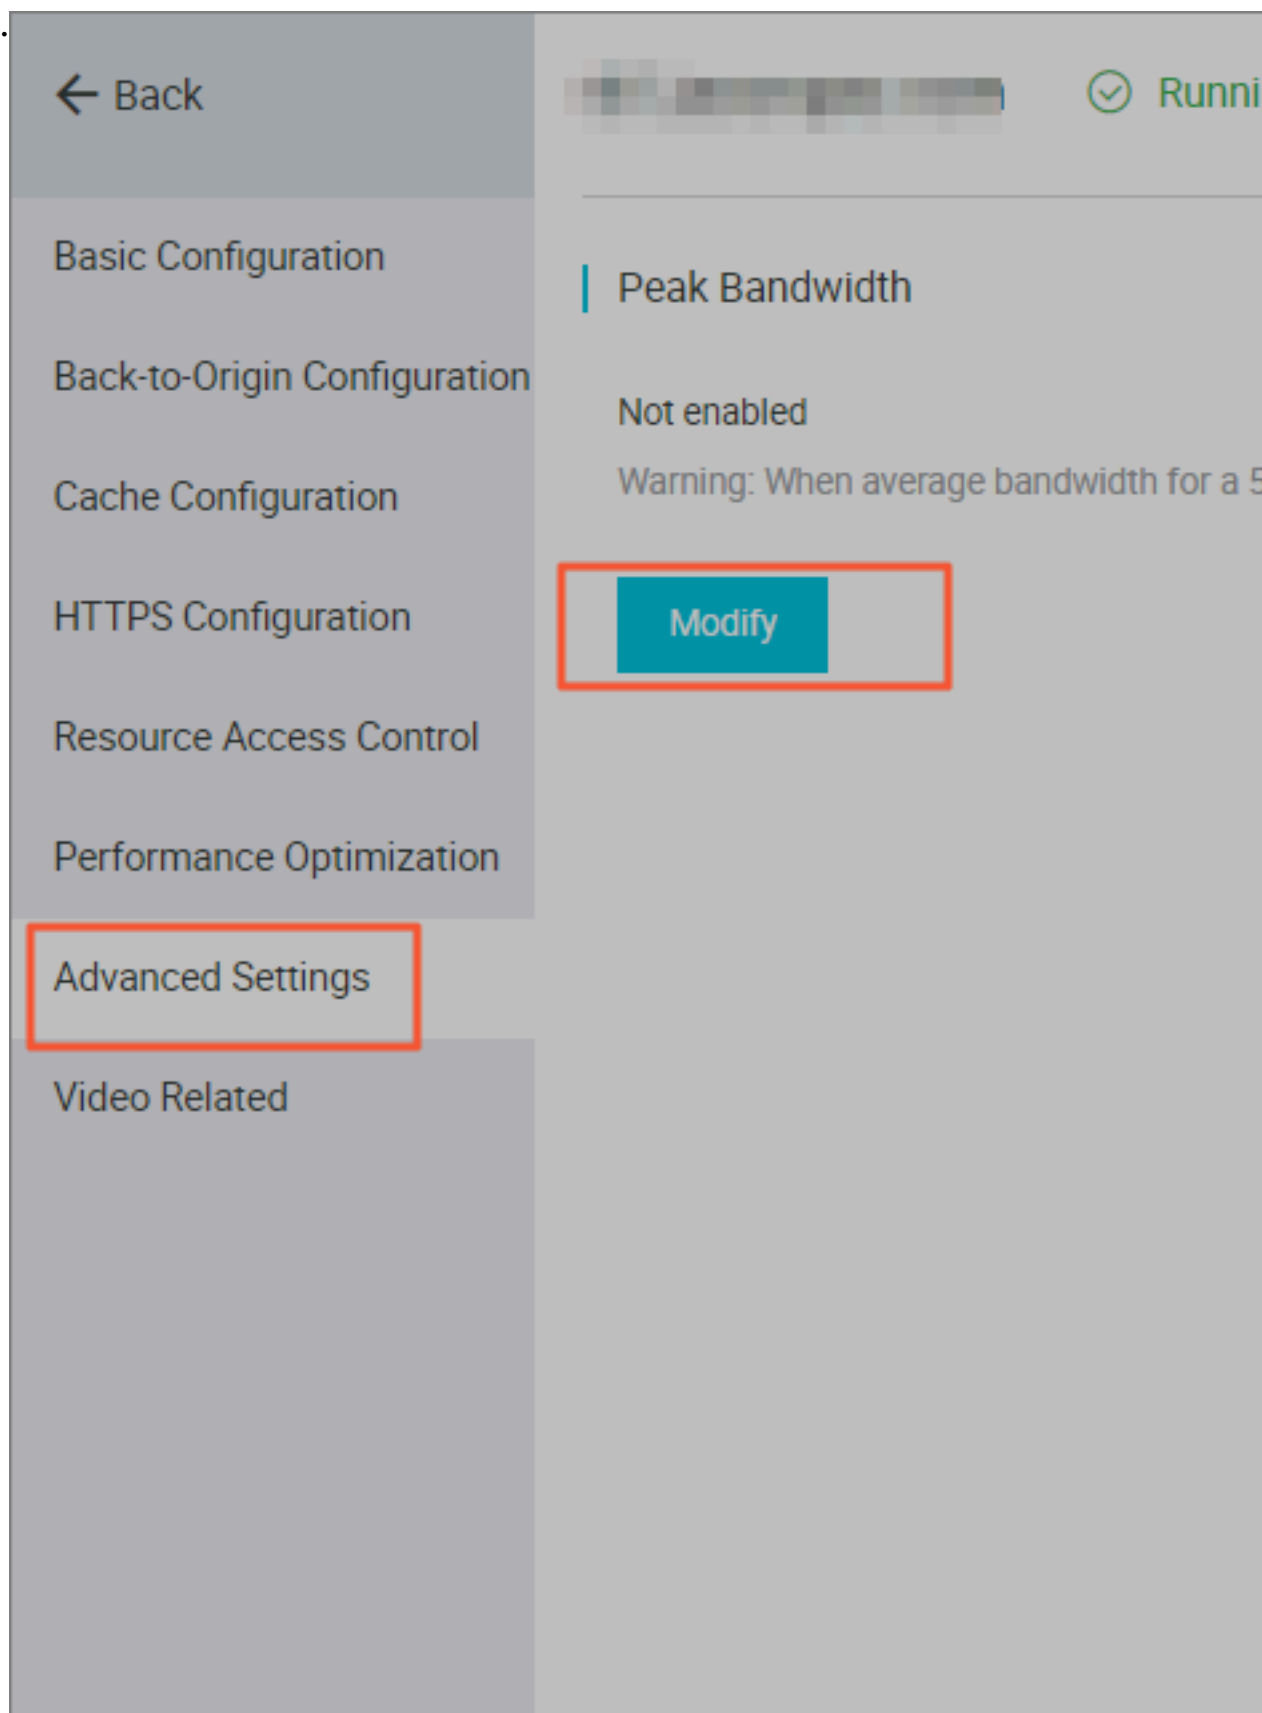 Back
Runni
Basic Configuration
Back-to-Origin Configuration
Cache Configuration
HTTPS Configuration
Resource Access Control
Performance Optimization
Advanced Settings
Video Related
Peak Bandwidth
Not enabled
Warning: When average bandwidth for a 5
Modify